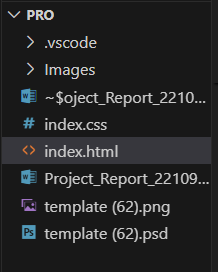 PRO
.vscode
Images
~$oject_Report_2210...
index.css
index.html
Project_Report_22109...
template (62).png
template (62).psd